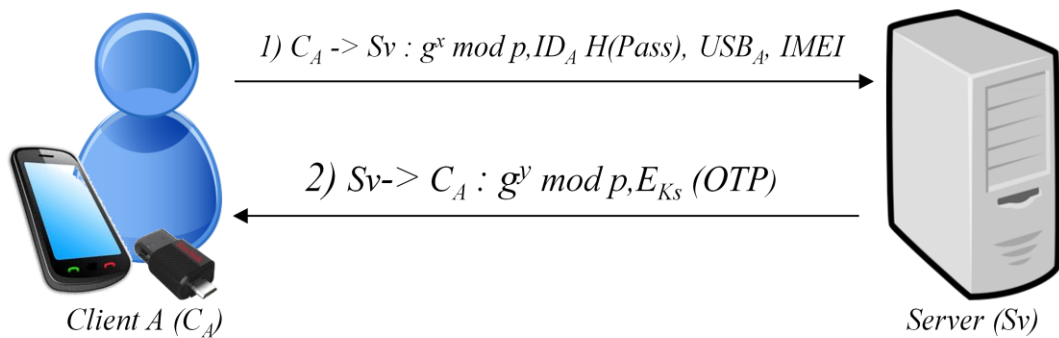 1) C_A -> Sv : g^x mod p,ID_A H(Pass), USB_A, IMEI
2) Sv-> C_A : g^y mod p,E_Ks (OTP)
Client A (C_A)
Server (Sv)